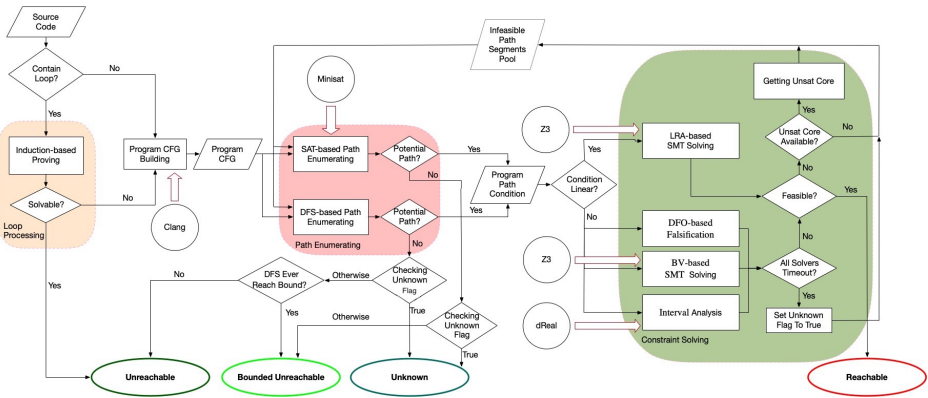 Source
Code
Contain
Loop?
No
Yes
Induction-based
Proving
Solvable?
No
Loop
Processing
Yes
Program CFG
Building
Clang
Program
CFG
Minisat
SAT-based Path
Enumerating
Potential
Path?
Yes
No
DFS-based Path
Enumerating
Potential
Path?
Yes
No
Path Enumerating
Infeasible
Path
Segments
Pool
Program
Path
Condition
Condition
Linear?
Yes
No
Z3
LRA-based
SMT Solving
DFO-based
Falsification
Z3
BV-based
SMT Solving
dReal
Interval Analysis
Constraint Solving
Getting Unsat Core
Yes
Unsat Core
Available?
No
No
Feasible?
Yes
No
All Solvers
Timeout?
Yes
Set Unknown
Flag To True
No
DFS Ever
Reach Bound?
Yes
Otherwise
Checking
Unknown
Flag
True
Otherwise
Checking
Unknown
Flag
True
Unreachable
Bounded Unreachable
Unknown
Reachable